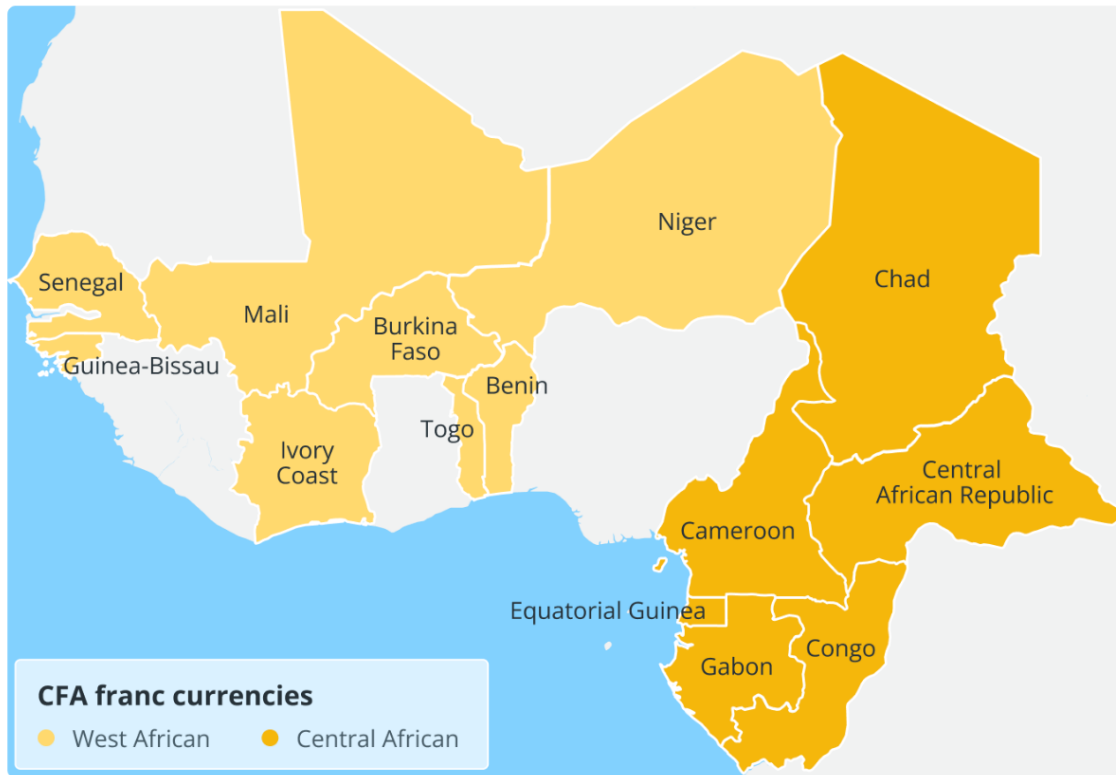 Niger
Chad
Senegal
Mali
Burkina
Faso
Guinea-Bissau
Benin
Togo
Ivory
Coast
Central
African Republic
Cameroon
Equatorial Guinea
Congo
Gabon
CFA franc currencies
West African
Central African